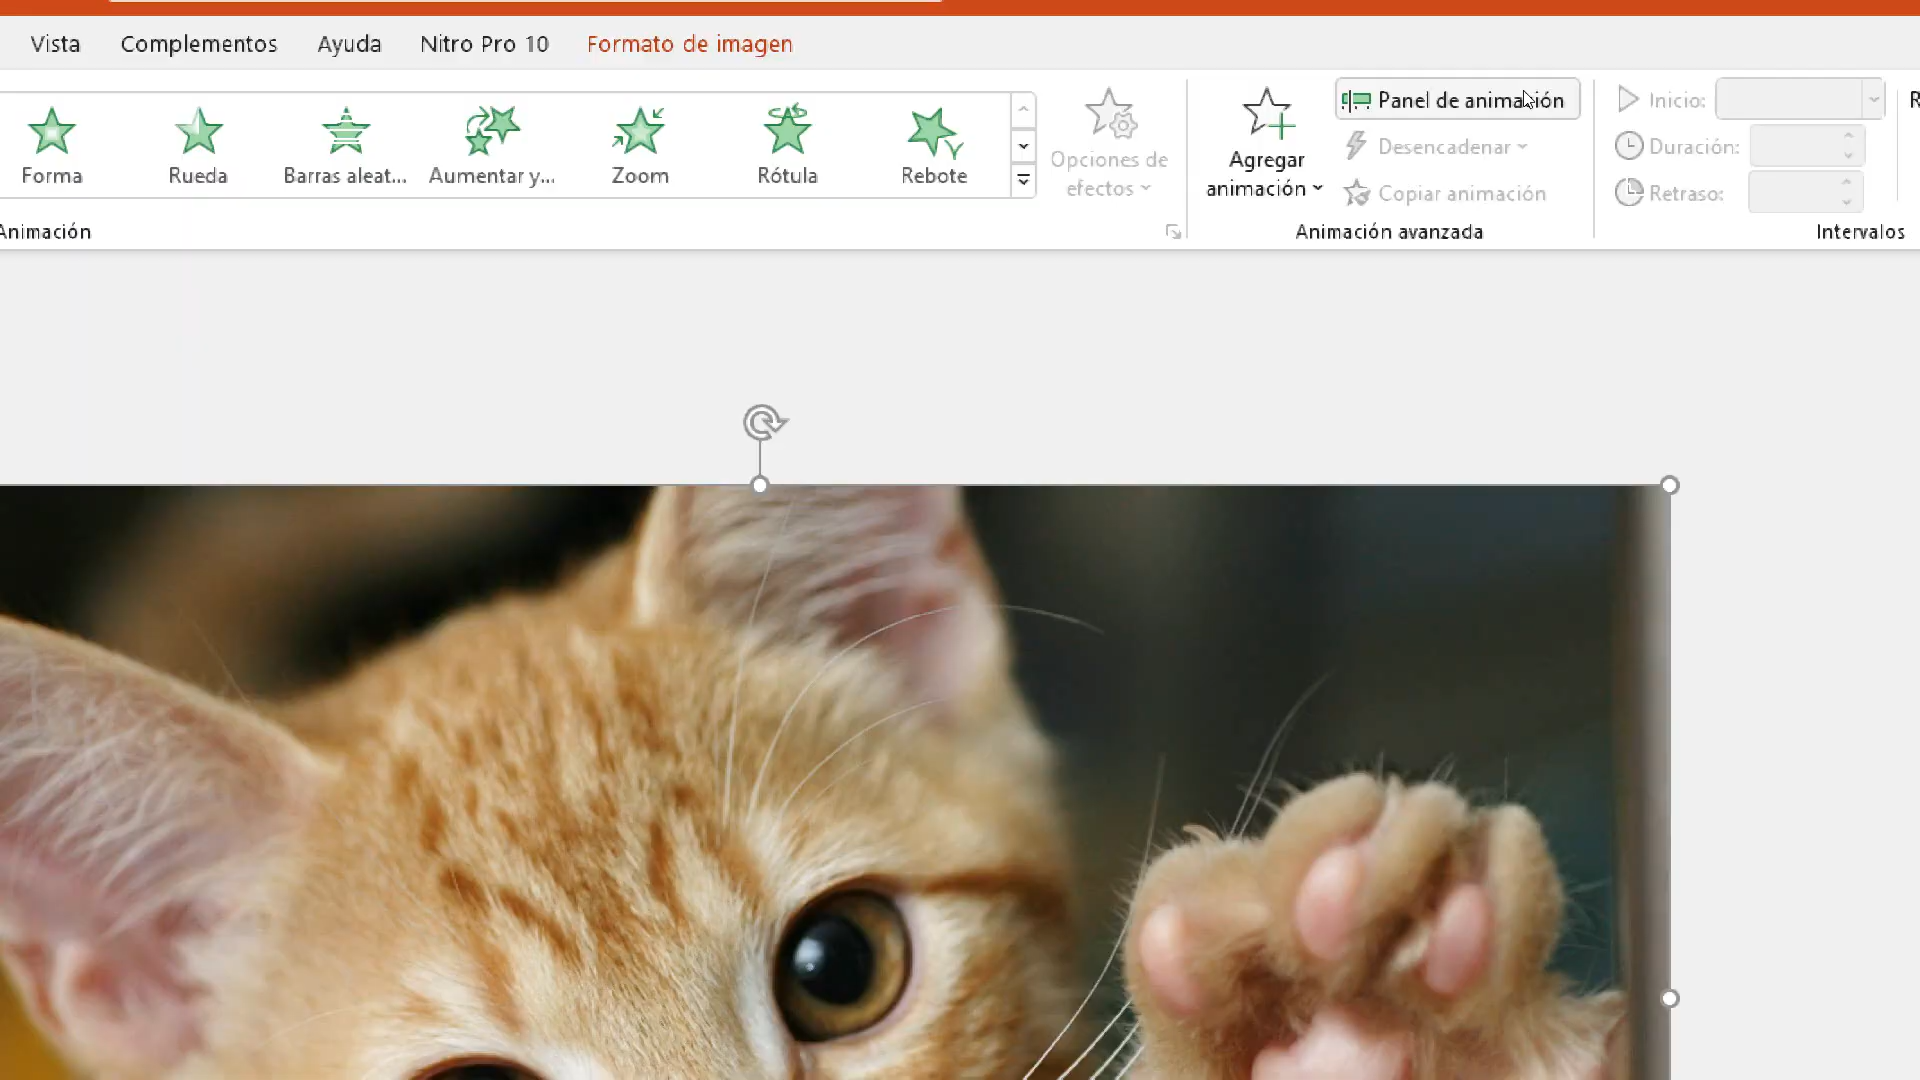 Vista Complementos Ayuda Nitro Pro 10 Formato de imagen
Forma Rueda Barras aleat... Aumentar y... Zoom Rótula Rebote
Opciones de efectos
Agregar animación
Panel de animación
Desencadenar
Copiar animación
Inicio:
Duración:
Retraso:
R
Animación
Animación avanzada
Intervalos